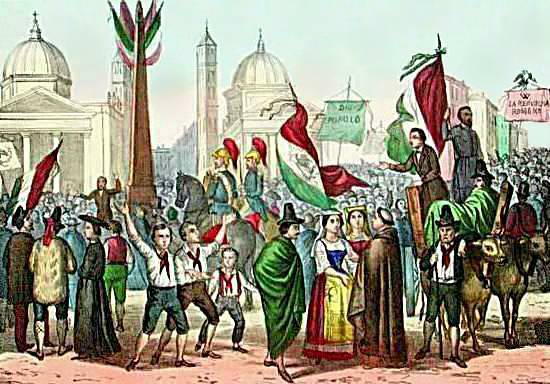 DIO
POPOLO
W
LA REPUBLICA
ROMANA